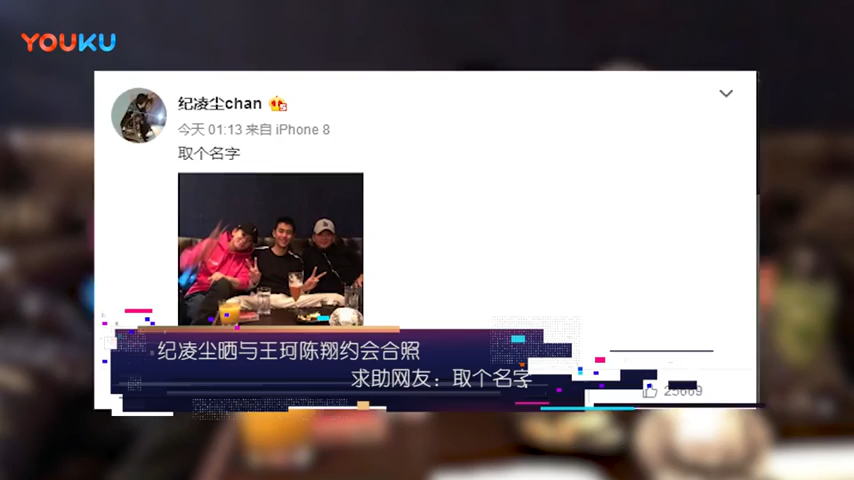 YOUKU
纪凌尘chan
今天 01:13 来自 iPhone 8
取个名字
纪凌尘晒与王珂陈翔约会合照
求助网友：取个名字
25669